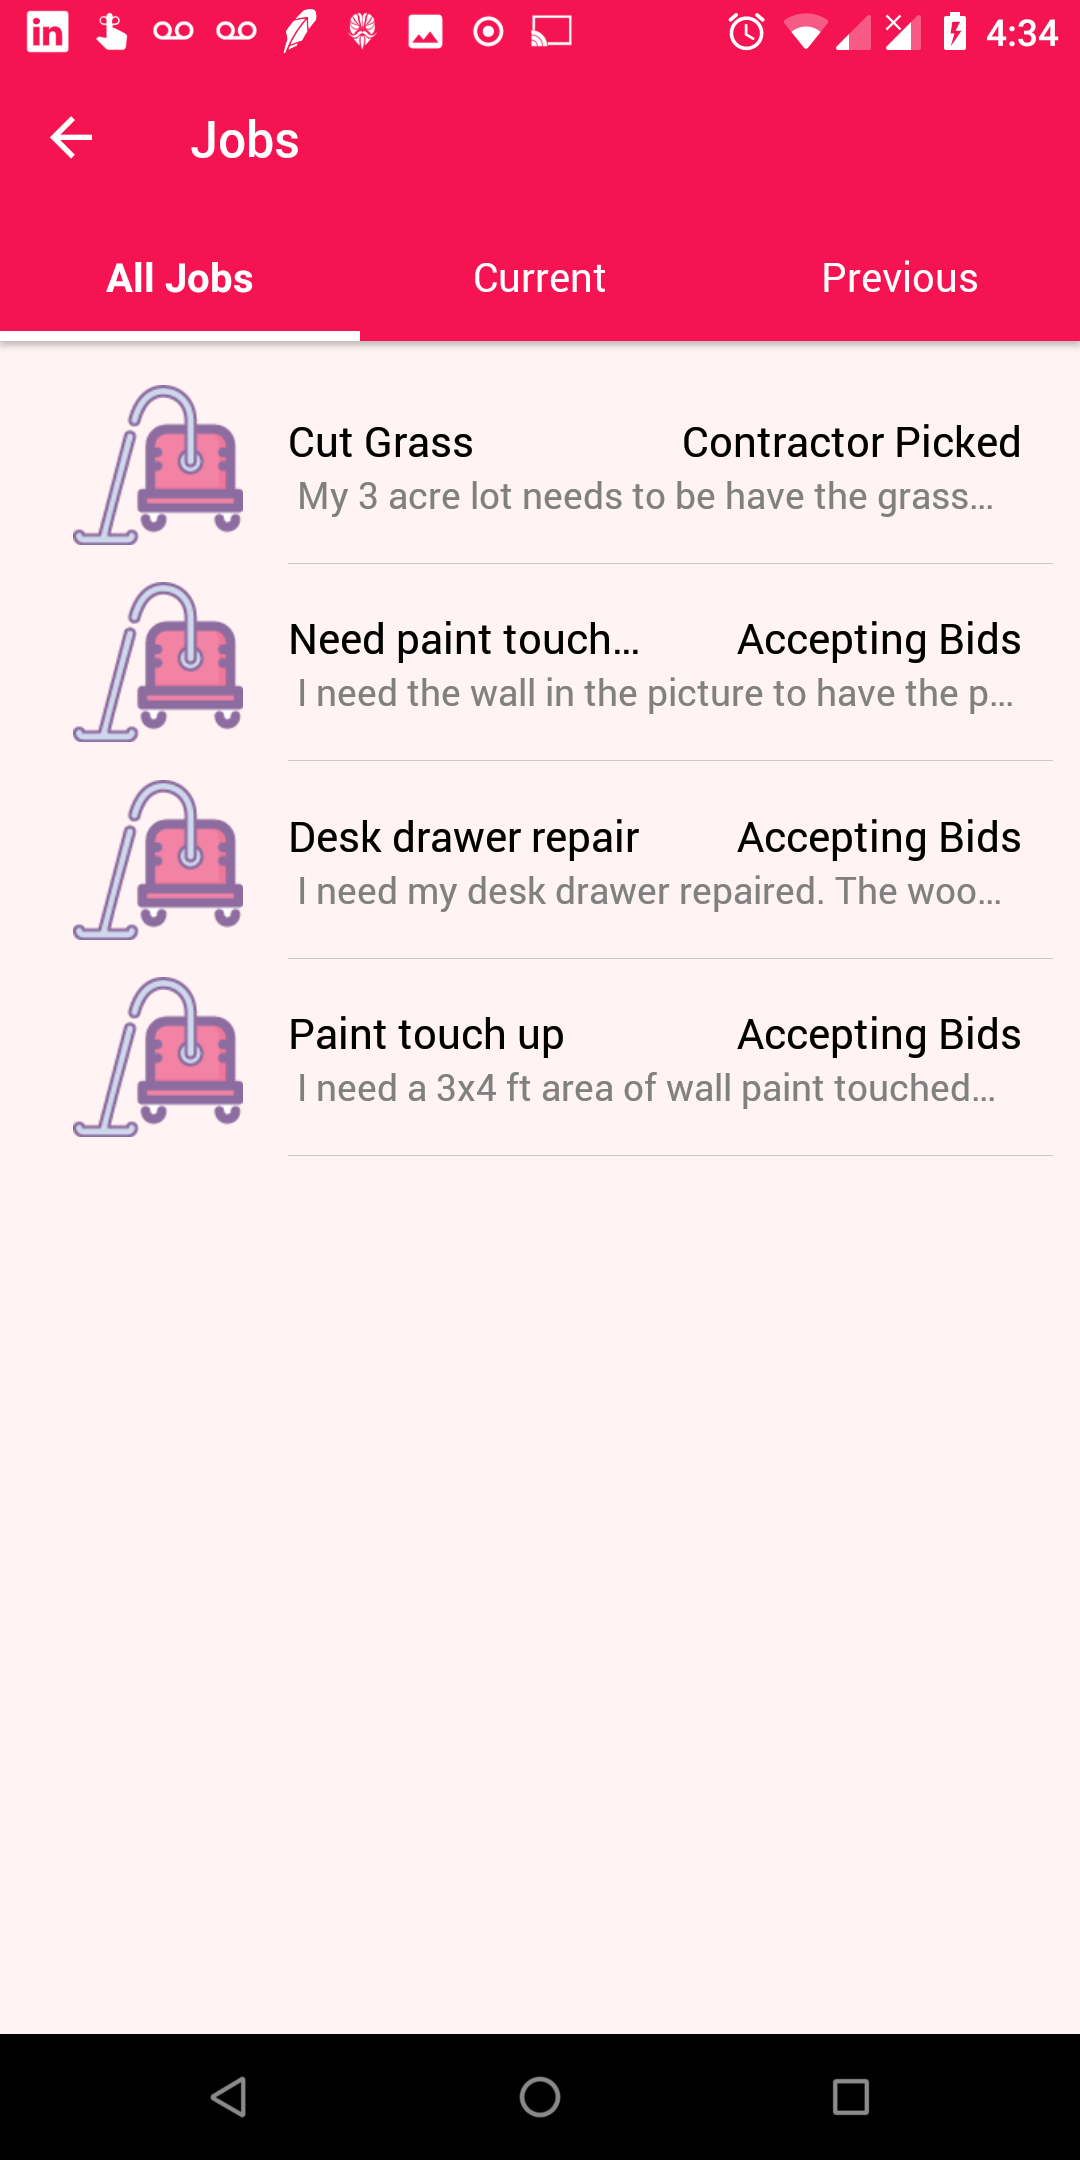 in
4:34
Jobs
All Jobs Current Previous
Cut Grass Contractor Picked
My 3 acre lot needs to be have the grass...
Need paint touch... Accepting Bids
I need the wall in the picture to have the p...
Desk drawer repair Accepting Bids
I need my desk drawer repaired. The woo...
Paint touch up Accepting Bids
I need a 3x4 ft area of wall paint touched...